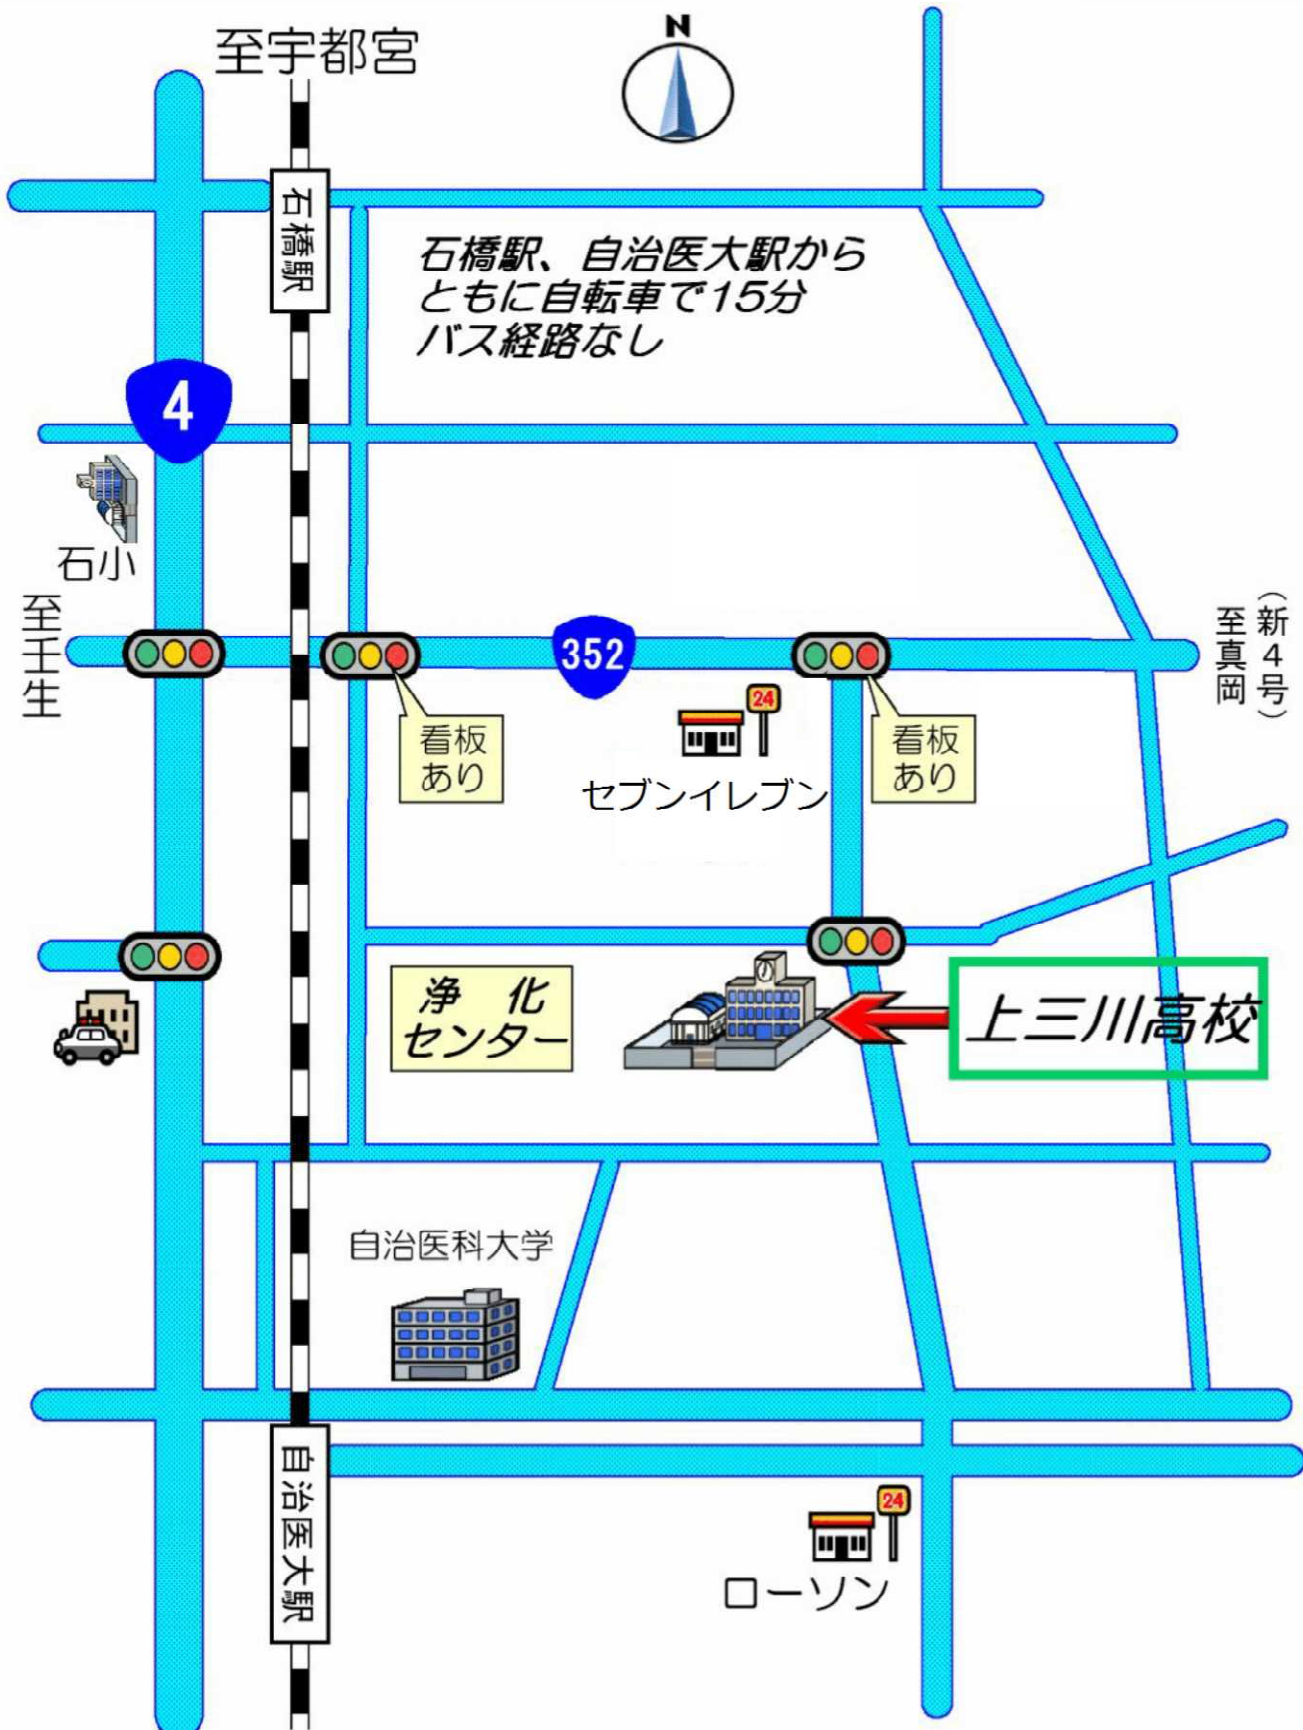 至宇都宮
N
石橋駅
石橋駅、自治医大駅から
ともに自転車で15分
バス経路なし
4
石小
至壬生
352
(新4号)
至真岡
24
看板
あり
看板
あり
セブンイレブン
浄化
センター
上三川高校
自治医科大学
自治医大駅
24
ローソン